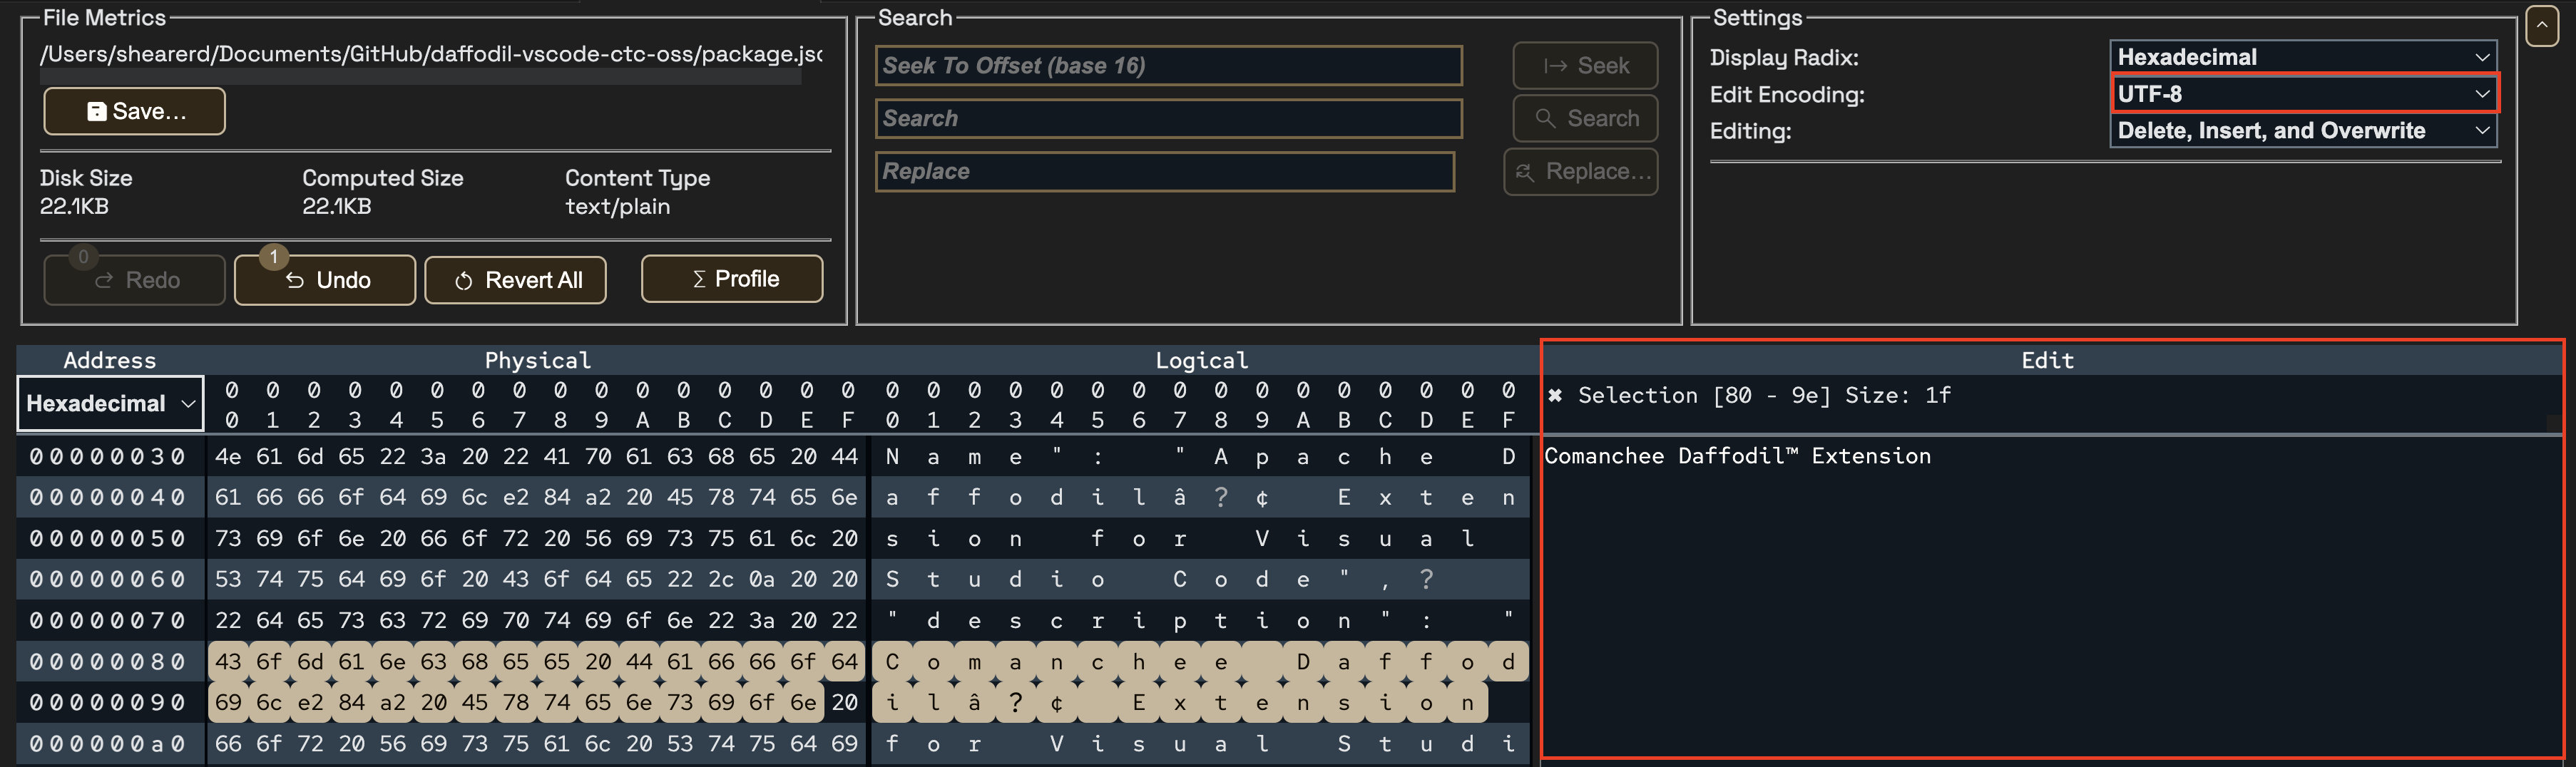 File Metrics
/Users/shearerd/Documents/GitHub/daffodil-vscode-ctc-oss/package.jsc
Save...
Disk Size Computed Size Content Type
22.1KB 22.1KB text/plain
0 Redo 1 Undo Revert All Σ Profile
Search
Seek To Offset (base 16) Seek
Search Search
Replace Replace...
Settings
Display Radix: Hexadecimal
Edit Encoding: UTF-8
Editing: Delete, Insert, and Overwrite
Address Physical Logical Edit
Hexadecimal
0 0 0 0 0 0 0 0 0 0 0 0 0 0 0 0 0 0 0 0 0 0 0 0 0 0 0 0 0 0 0 0
0 1 2 3 4 5 6 7 8 9 A B C D E F 0 1 2 3 4 5 6 7 8 9 A B C D E F
✖ Selection [80 - 9e] Size: 1f
00000030 4e 61 6d 65 22 3a 20 22 41 70 61 63 68 65 20 44 N a m e " : " A p a c h e D
00000040 61 66 66 6f 64 69 6c e2 84 a2 20 45 78 74 65 6e a f f o d i l â ? ¢ E x t e n
00000050 73 69 6f 6e 20 66 6f 72 20 56 69 73 75 61 6c 20 s i o n f o r V i s u a l
00000060 53 74 75 64 69 6f 20 43 6f 64 65 22 2c 0a 20 20 S t u d i o C o d e " , ?
00000070 22 64 65 73 63 72 69 70 74 69 6f 6e 22 3a 20 22 " d e s c r i p t i o n " : "
00000080 43 6f 6d 61 6e 63 68 65 65 20 44 61 66 66 6f 64 C o m a n c h e e D a f f o d
00000090 69 6c e2 84 a2 20 45 78 74 65 6e 73 69 6f 6e 20 i l â ? ¢ E x t e n s i o n
000000a0 66 6f 72 20 56 69 73 75 61 6c 20 53 74 75 64 69 f o r V i s u a l S t u d i
Comanchee Daffodil™ Extension